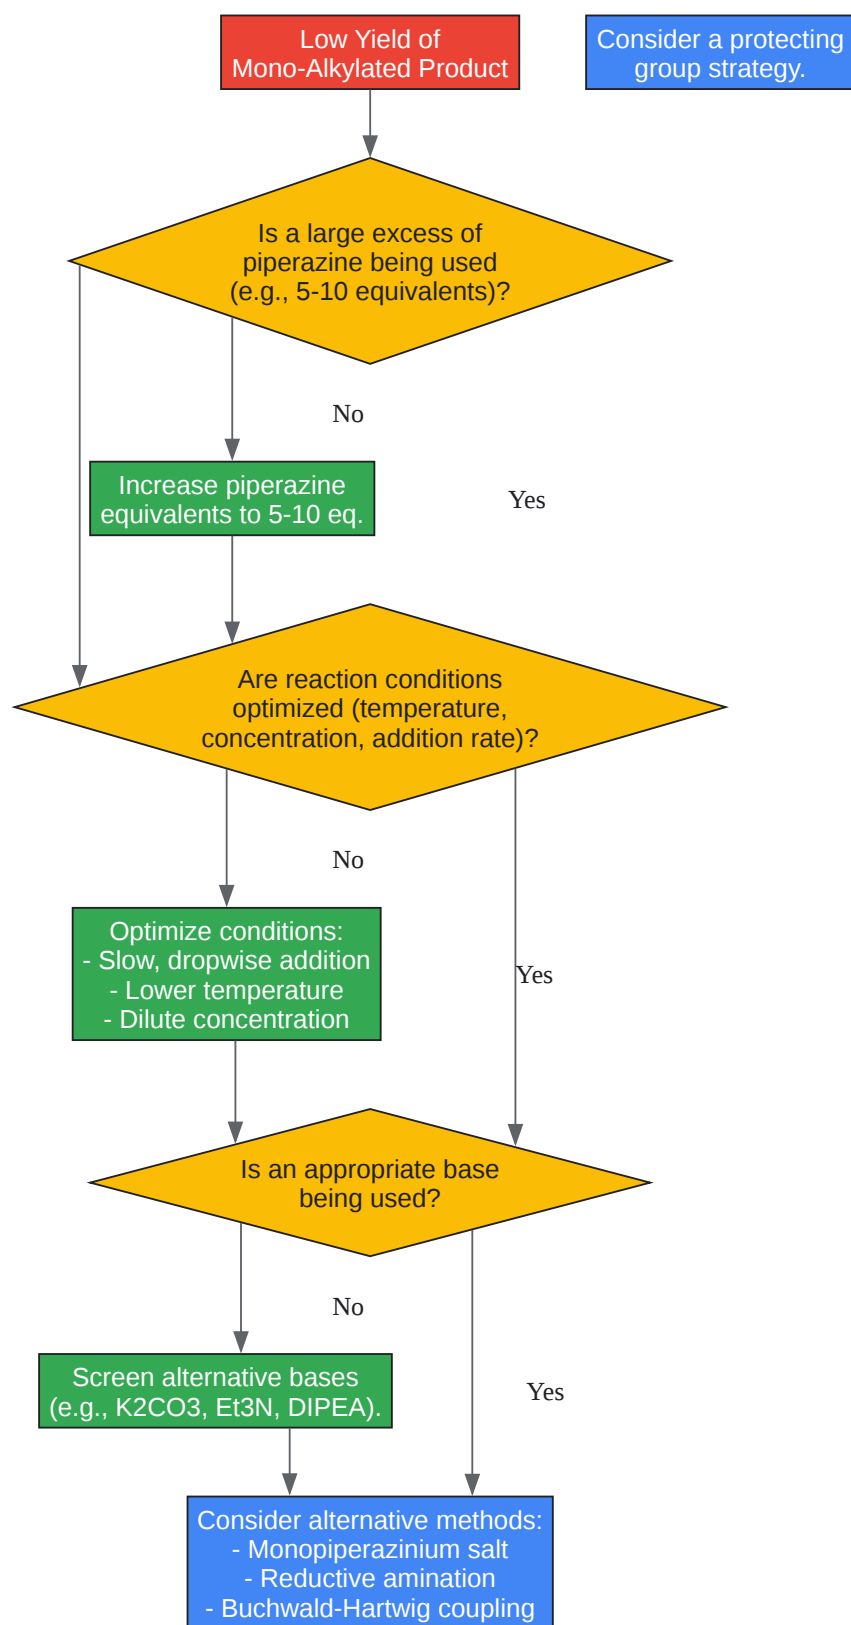 Low Yield of
Mono-Alkylated Product
Consider a protecting
group strategy.
Is a large excess of
piperazine being used
(e.g., 5-10 equivalents)?
No
Increase piperazine
equivalents to 5-10 eq.
Yes
Are reaction conditions
optimized (temperature,
concentration, addition rate)?
No
Optimize conditions:
- Slow, dropwise addition
- Lower temperature
- Dilute concentration
Yes
Is an appropriate base
being used?
No
Screen alternative bases
(e.g., K2CO3, Et3N, DIPEA).
Yes
Consider alternative methods:
- Monopiperazinium salt
- Reductive amination
- Buchwald-Hartwig coupling